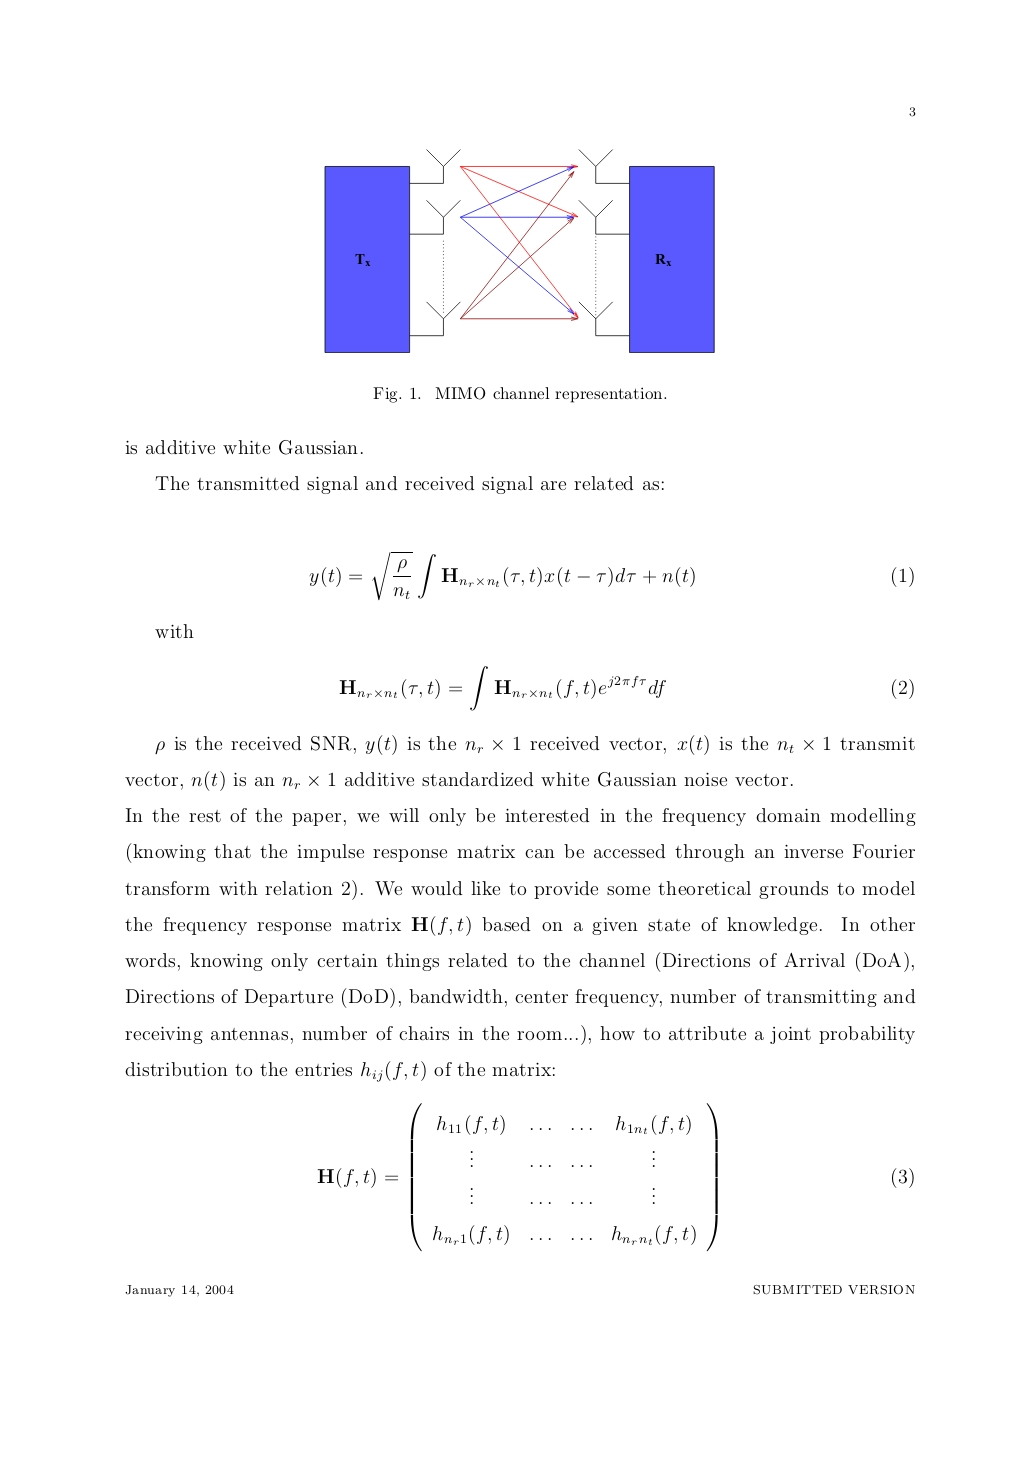 3
T_x
R_x
Fig. 1. MIMO channel representation.
is additive white Gaussian.
The transmitted signal and received signal are related as:
y(t) = \sqrt{\frac{\rho}{n_t}} \int \mathbf{H}_{n_r \times n_t}(\tau, t)x(t - \tau)d\tau + n(t) (1)
with
\mathbf{H}_{n_r \times n_t}(\tau, t) = \int \mathbf{H}_{n_r \times n_t}(f, t)e^{j2\pi f\tau}df (2)
ρ is the received SNR, y(t) is the n_r × 1 received vector, x(t) is the n_t × 1 transmit
vector, n(t) is an n_r × 1 additive standardized white Gaussian noise vector.
In the rest of the paper, we will only be interested in the frequency domain modelling
(knowing that the impulse response matrix can be accessed through an inverse Fourier
transform with relation 2). We would like to provide some theoretical grounds to model
the frequency response matrix H(f, t) based on a given state of knowledge. In other
words, knowing only certain things related to the channel (Directions of Arrival (DoA),
Directions of Departure (DoD), bandwidth, center frequency, number of transmitting and
receiving antennas, number of chairs in the room...), how to attribute a joint probability
distribution to the entries h_{ij}(f, t) of the matrix:
\mathbf{H}(f, t) = \begin{pmatrix} h_{11}(f, t) & \dots & \dots & h_{1n_t}(f, t) \\ \vdots & \dots & \dots & \vdots \\ \vdots & \dots & \dots & \vdots \\ h_{n_r1}(f, t) & \dots & \dots & h_{n_rn_t}(f, t) \end{pmatrix} (3)
January 14, 2004 SUBMITTED VERSION